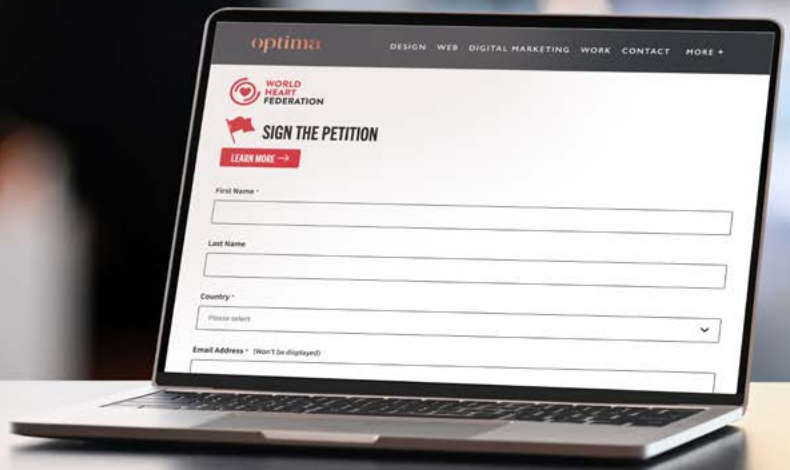 optima
DESIGN WEB DIGITAL MARKETING WORK CONTACT MORE +
WORLD
HEART
FEDERATION
SIGN THE PETITION
LEARN MORE →
First Name *
Last Name
Country *
Please select
Email Address * (Won't be displayed)